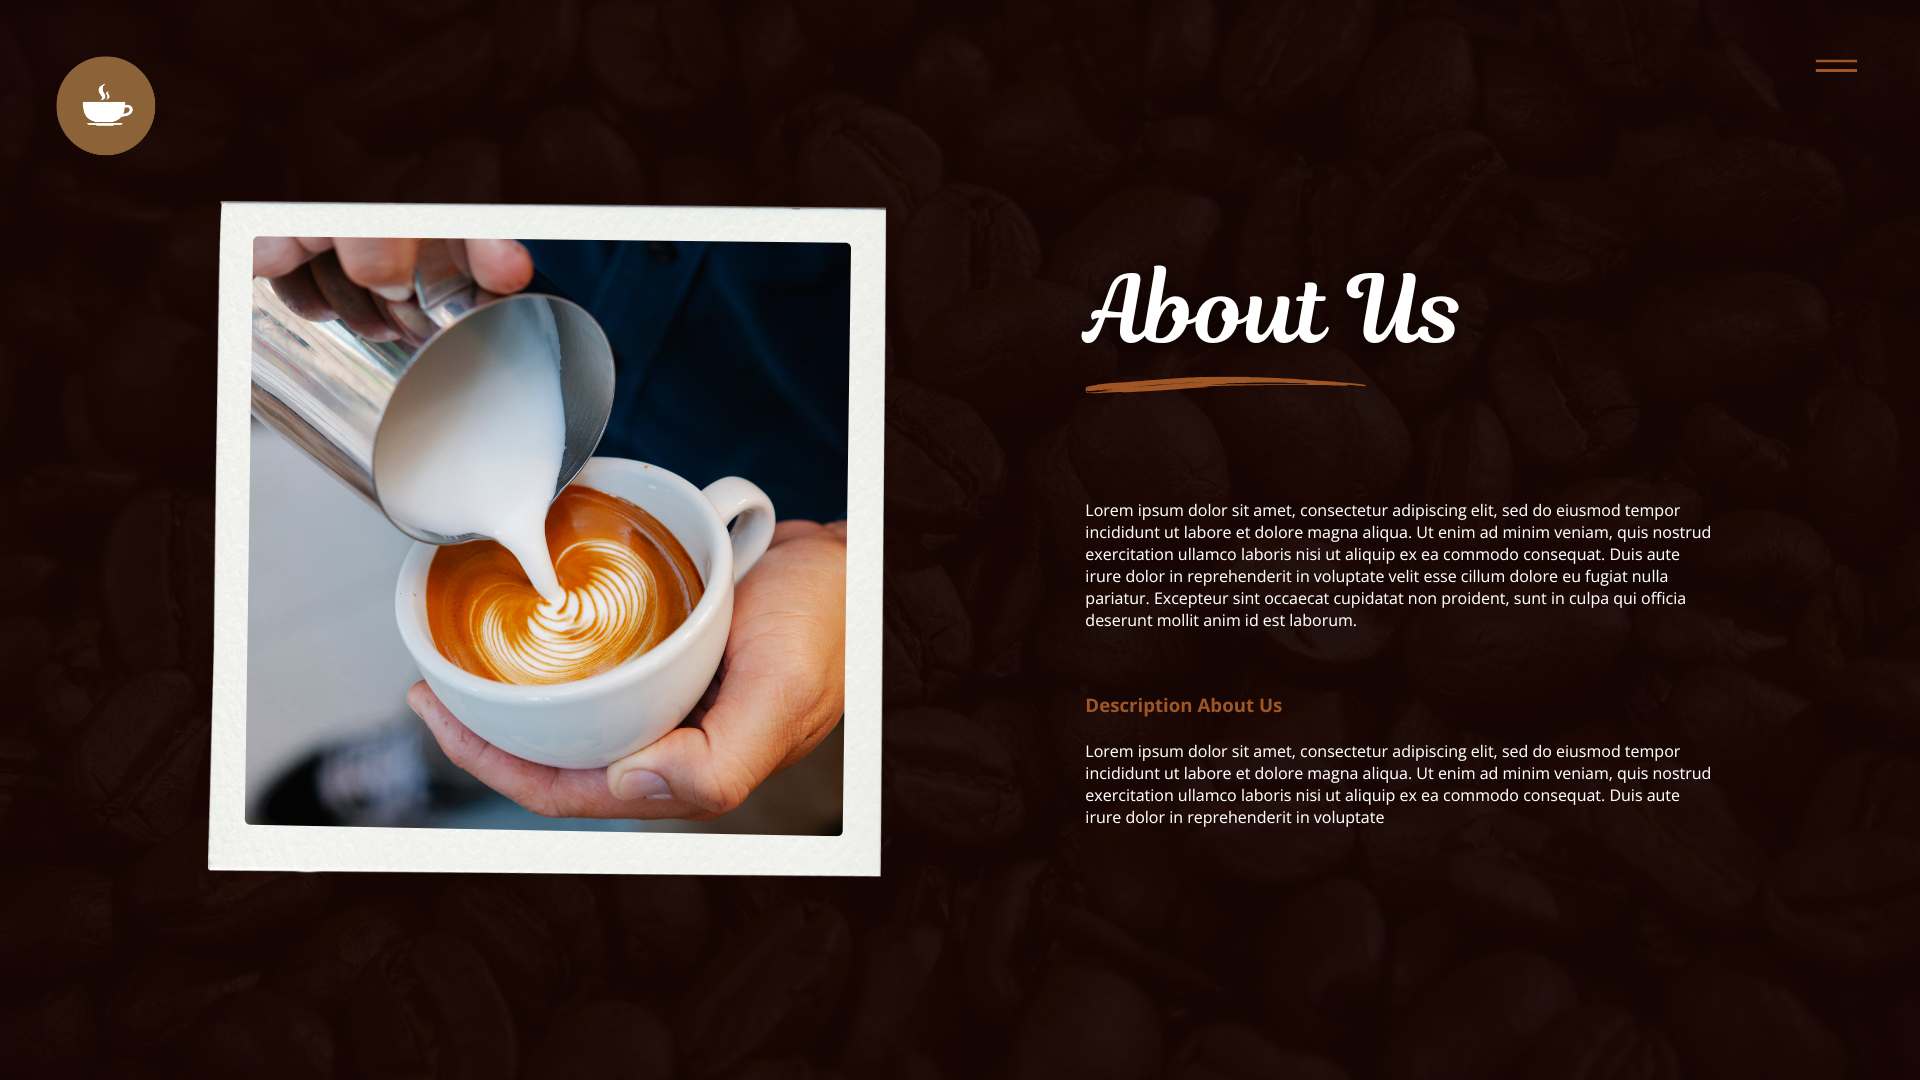 About Us
Lorem ipsum dolor sit amet, consectetur adipiscing elit, sed do eiusmod tempor
incididunt ut labore et dolore magna aliqua. Ut enim ad minim veniam, quis nostrud
exercitation ullamco laboris nisi ut aliquip ex ea commodo consequat. Duis aute
irure dolor in reprehenderit in voluptate velit esse cillum dolore eu fugiat nulla
pariatur. Excepteur sint occaecat cupidatat non proident, sunt in culpa qui officia
deserunt mollit anim id est laborum.
Description About Us
Lorem ipsum dolor sit amet, consectetur adipiscing elit, sed do eiusmod tempor
incididunt ut labore et dolore magna aliqua. Ut enim ad minim veniam, quis nostrud
exercitation ullamco laboris nisi ut aliquip ex ea commodo consequat. Duis aute
irure dolor in reprehenderit in voluptate